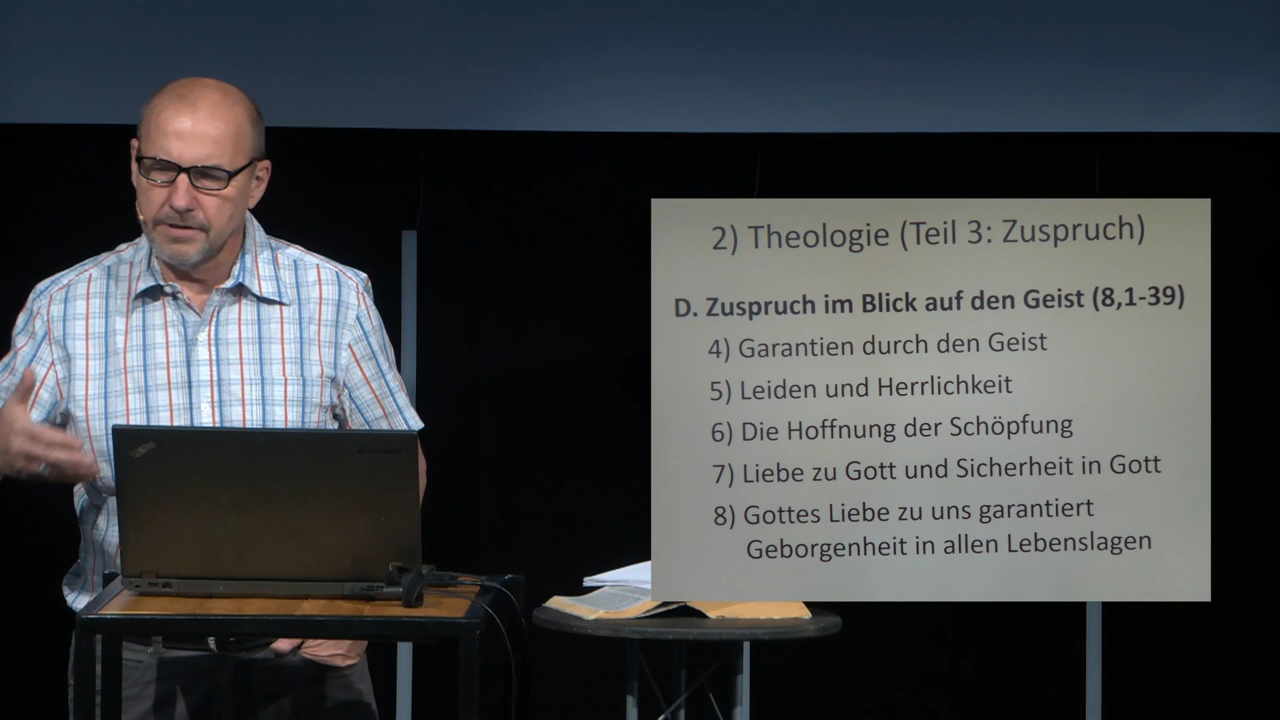 2) Theologie (Teil 3: Zuspruch)
D. Zuspruch im Blick auf den Geist (8,1-39)
4) Garantien durch den Geist
5) Leiden und Herrlichkeit
6) Die Hoffnung der Schöpfung
7) Liebe zu Gott und Sicherheit in Gott
8) Gottes Liebe zu uns garantiert
Geborgenheit in allen Lebenslagen